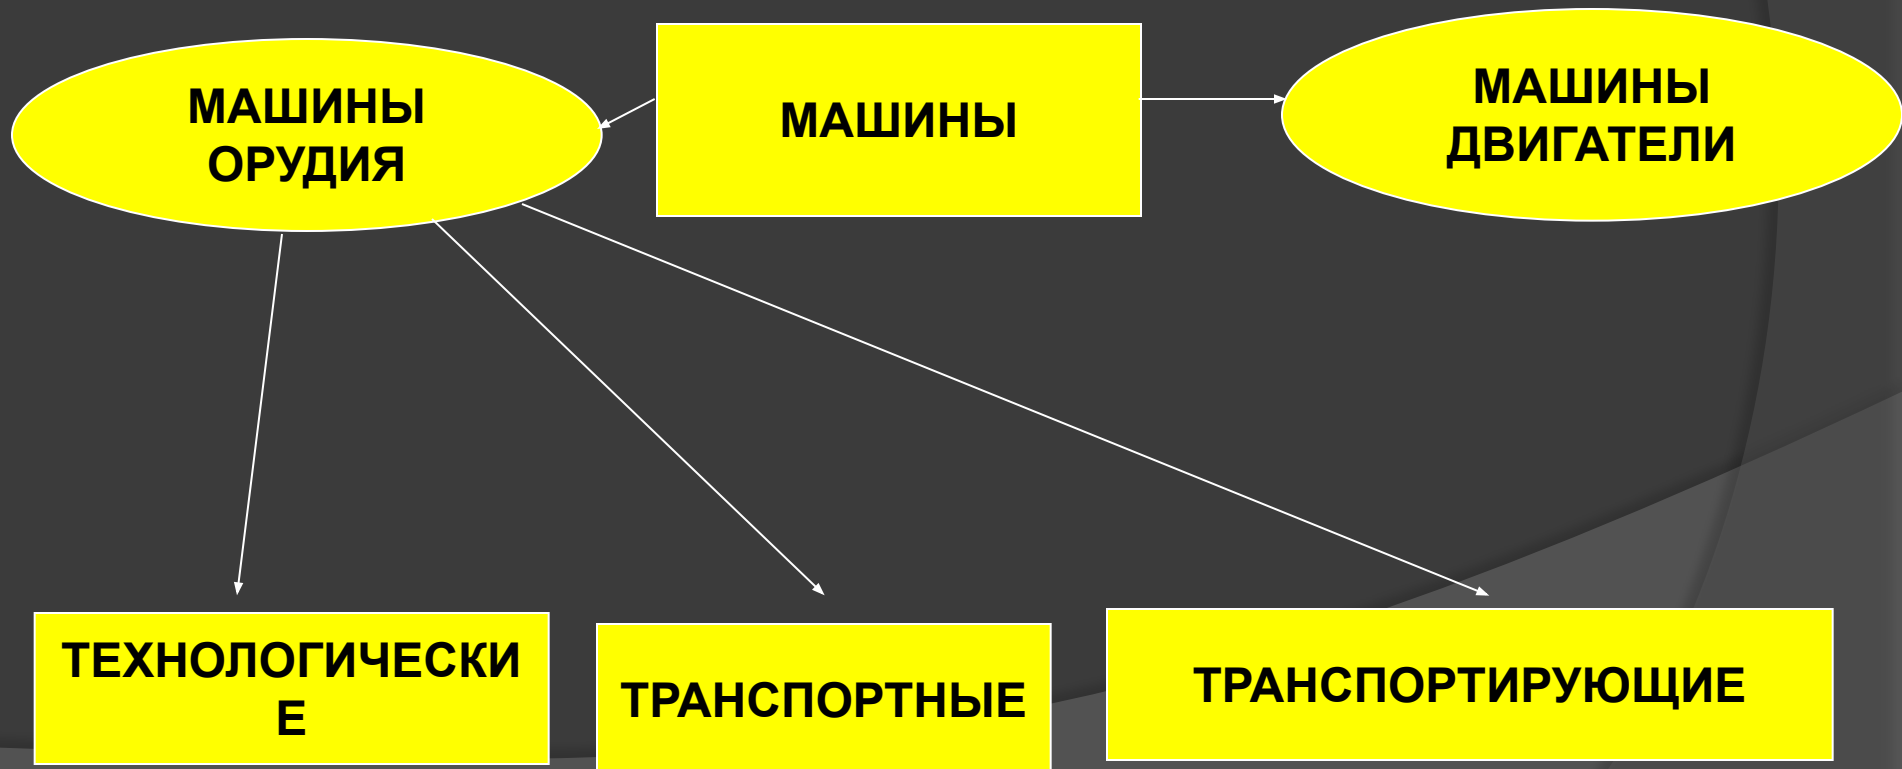 МАШИНЫ
ОРУДИЯ
МАШИНЫ
МАШИНЫ
ДВИГАТЕЛИ
ТЕХНОЛОГИЧЕСКИ
Е
ТРАНСПОРТНЫЕ
ТРАНСПОРТИРУЮЩИЕ